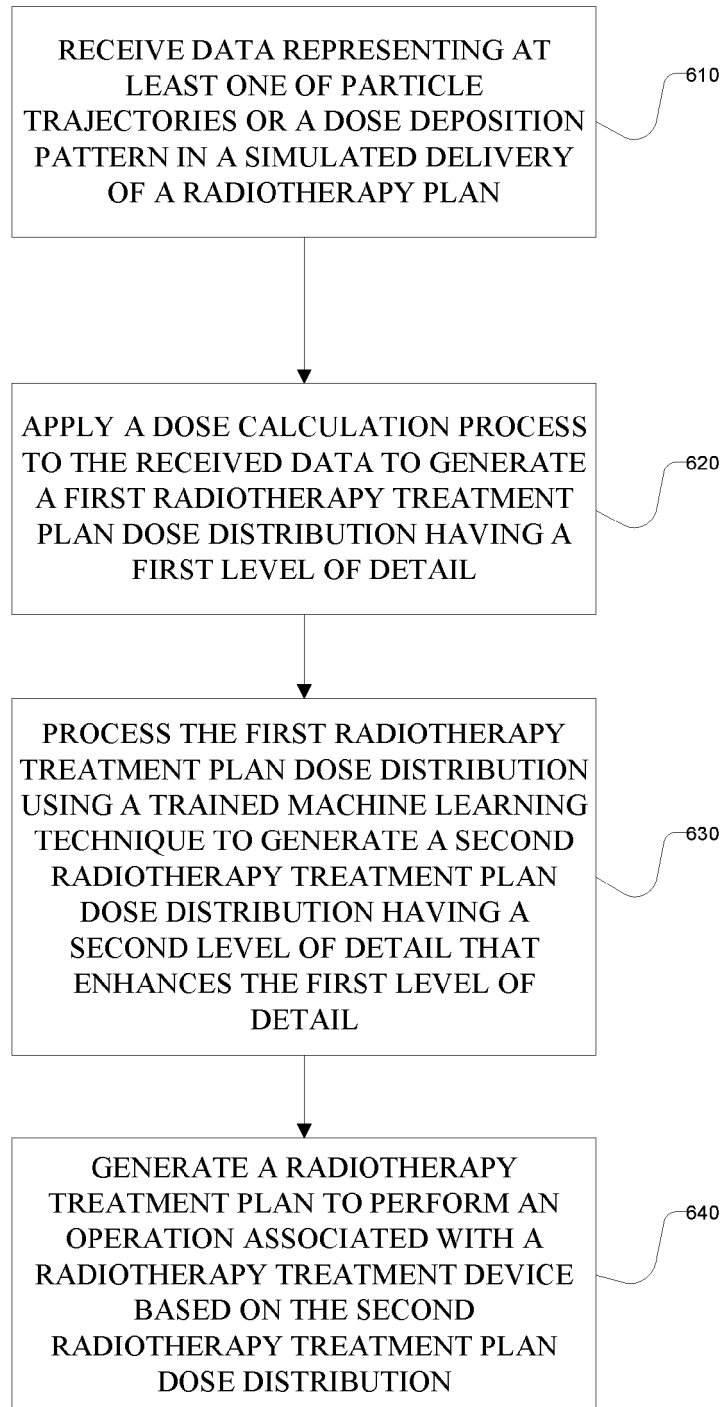 RECEIVE DATA REPRESENTING AT
LEAST ONE OF PARTICLE
TRAJECTORIES OR A DOSE DEPOSITION
PATTERN IN A SIMULATED DELIVERY
OF A RADIOTHERAPY PLAN
610
APPLY A DOSE CALCULATION PROCESS
TO THE RECEIVED DATA TO GENERATE
A FIRST RADIOTHERAPY TREATMENT
PLAN DOSE DISTRIBUTION HAVING A
FIRST LEVEL OF DETAIL
620
PROCESS THE FIRST RADIOTHERAPY
TREATMENT PLAN DOSE DISTRIBUTION
USING A TRAINED MACHINE LEARNING
TECHNIQUE TO GENERATE A SECOND
RADIOTHERAPY TREATMENT PLAN
DOSE DISTRIBUTION HAVING A
SECOND LEVEL OF DETAIL THAT
ENHANCES THE FIRST LEVEL OF
DETAIL
630
GENERATE A RADIOTHERAPY
TREATMENT PLAN TO PERFORM AN
OPERATION ASSOCIATED WITH A
RADIOTHERAPY TREATMENT DEVICE
BASED ON THE SECOND
RADIOTHERAPY TREATMENT PLAN
DOSE DISTRIBUTION
640